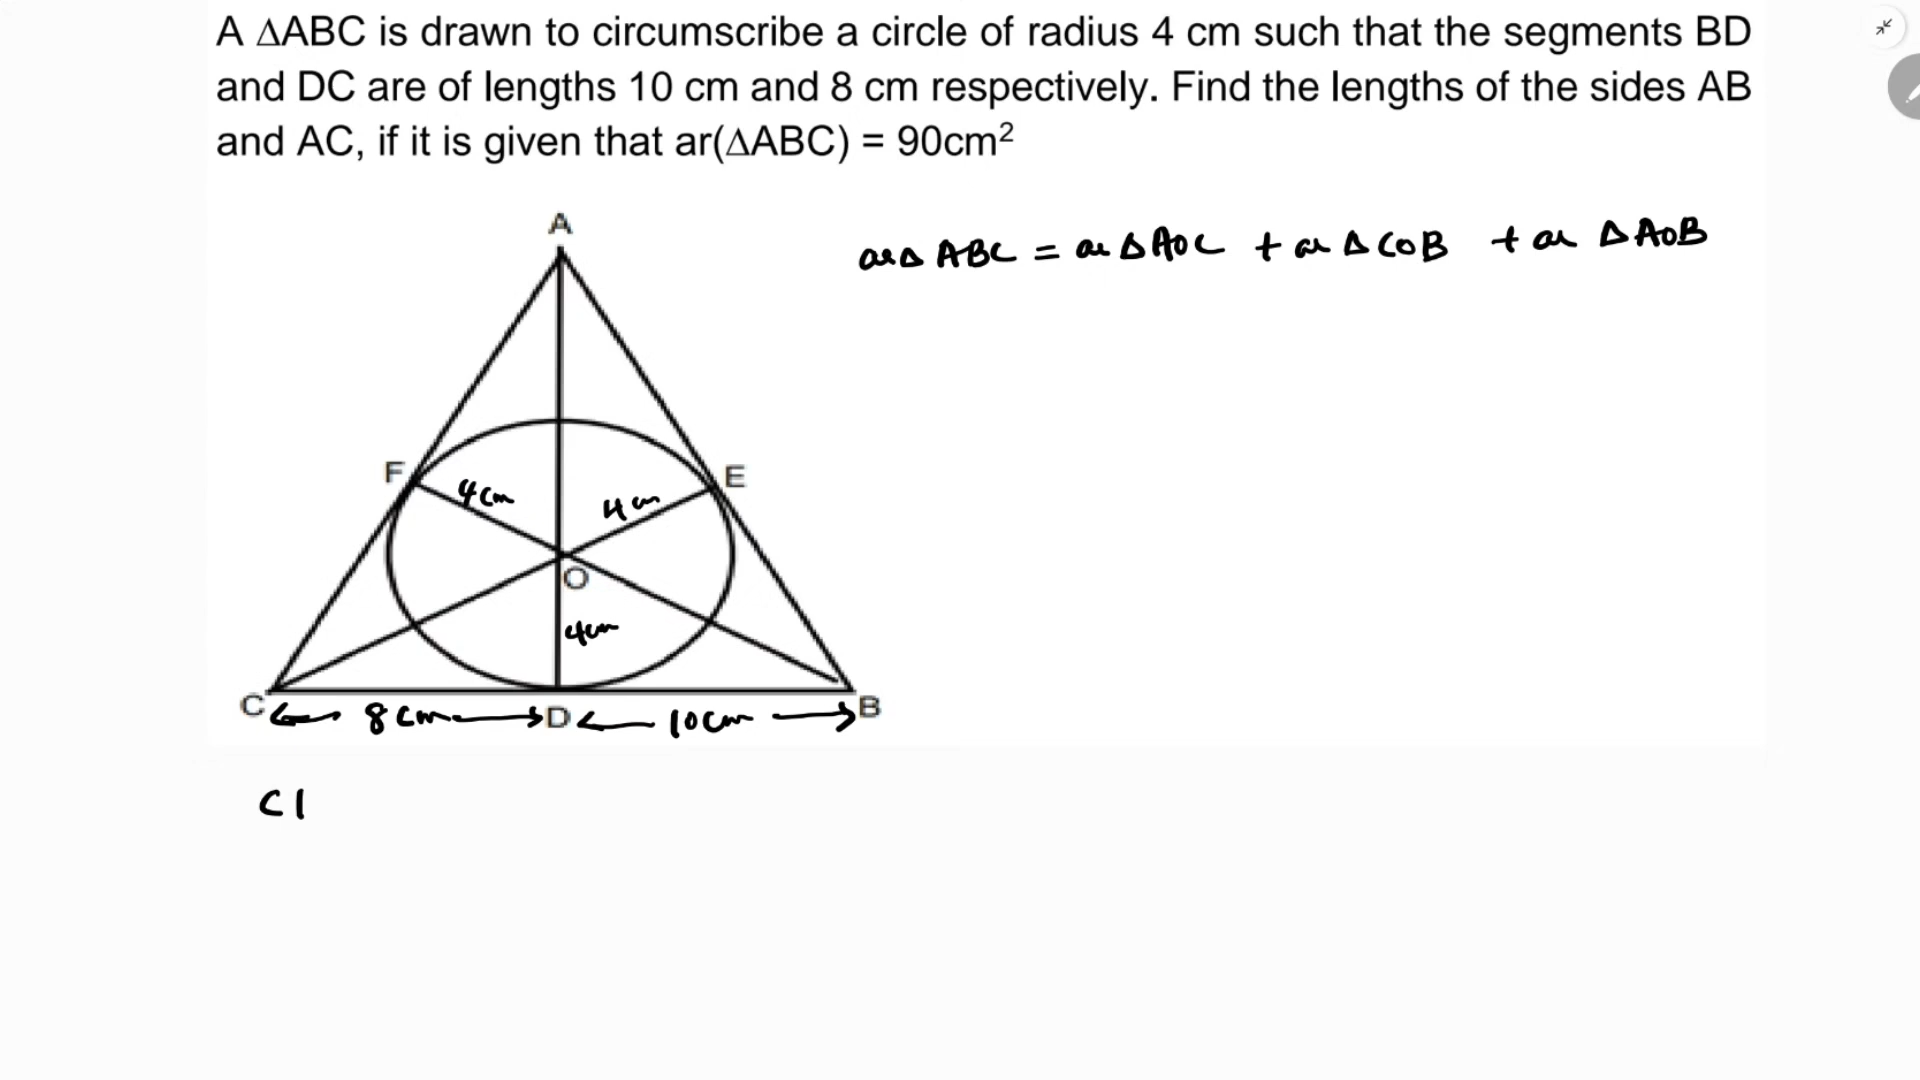 A ΔABC is drawn to circumscribe a circle of radius 4 cm such that the segments BD
and DC are of lengths 10 cm and 8 cm respectively. Find the lengths of the sides AB
and AC, if it is given that ar(ΔABC) = 90cm²
A
ar Δ ABC = ar Δ AOC + ar Δ COB + ar Δ AOB
F
E
4cm
4cm
O
4cm
C
8cm
D
10cm
B
CI